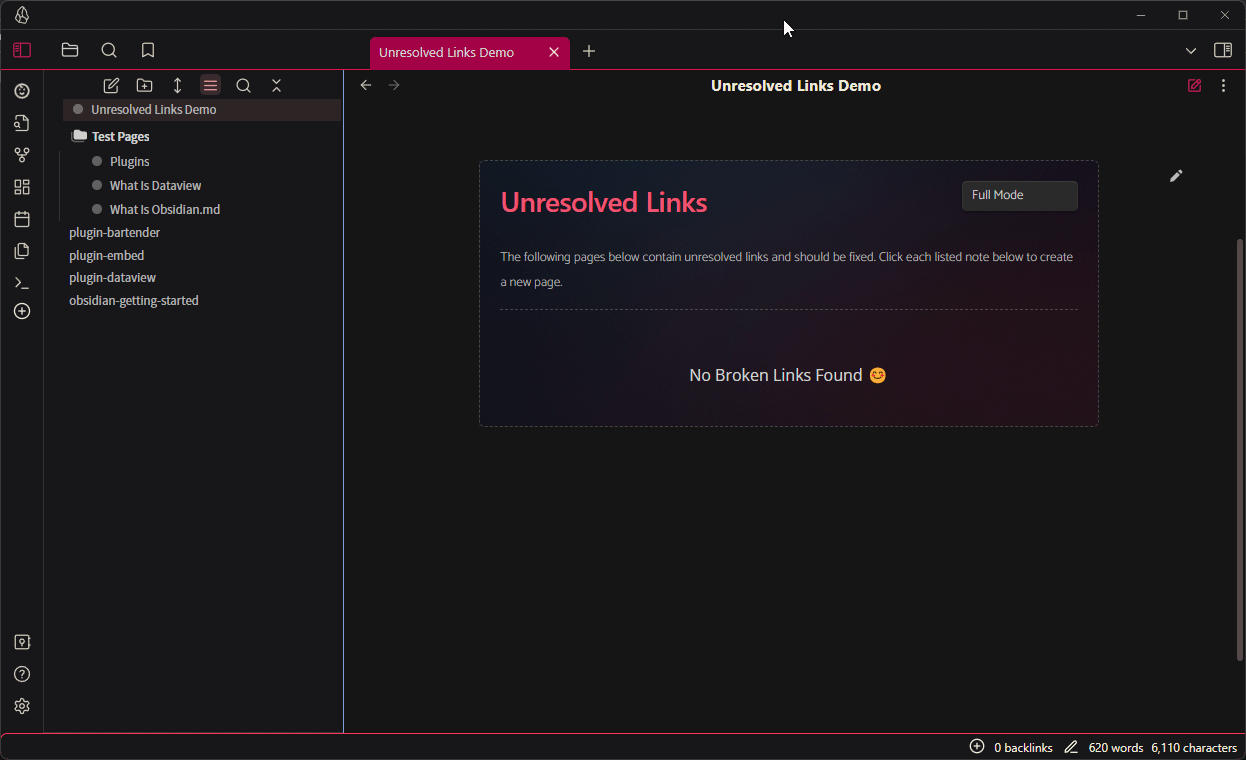 Unresolved Links Demo
Unresolved Links Demo
Unresolved Links Demo
Test Pages
Plugins
What Is Dataview
What Is Obsidian.md
plugin-bartender
plugin-embed
plugin-dataview
obsidian-getting-started
Unresolved Links
Full Mode
The following pages below contain unresolved links and should be fixed. Click each listed note below to create
a new page.
No Broken Links Found 😊
0 backlinks 620 words 6,110 characters